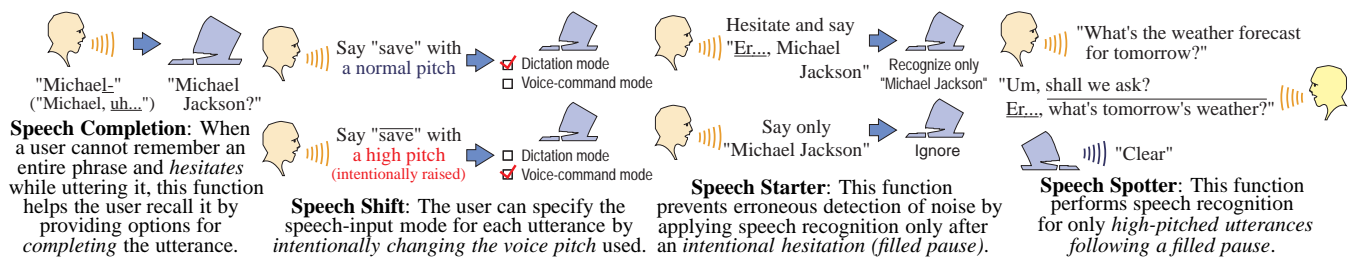 "Michael-"
("Michael, uh...")
"Michael
Jackson?"
Speech Completion: When
a user cannot remember an
entire phrase and hesitates
while uttering it, this function
helps the user recall it by
providing options for
completing the utterance.
Say "save" with
a normal pitch
Dictation mode
Voice-command mode
Say "save" with
a high pitch
(intentionally raised)
Dictation mode
Voice-command mode
Speech Shift: The user can specify the
speech-input mode for each utterance by
intentionally changing the voice pitch used.
Hesitate and say
"Er..., Michael
Jackson"
Recognize only
"Michael Jackson"
Say only
"Michael Jackson"
Ignore
Speech Starter: This function
prevents erroneous detection of noise by
applying speech recognition only after
an intentional hesitation (filled pause).
"What's the weather forecast
for tomorrow?"
"Um, shall we ask?
Er..., what's tomorrow's weather?"
"Clear"
Speech Spotter: This function
performs speech recognition
for only high-pitched utterances
following a filled pause.